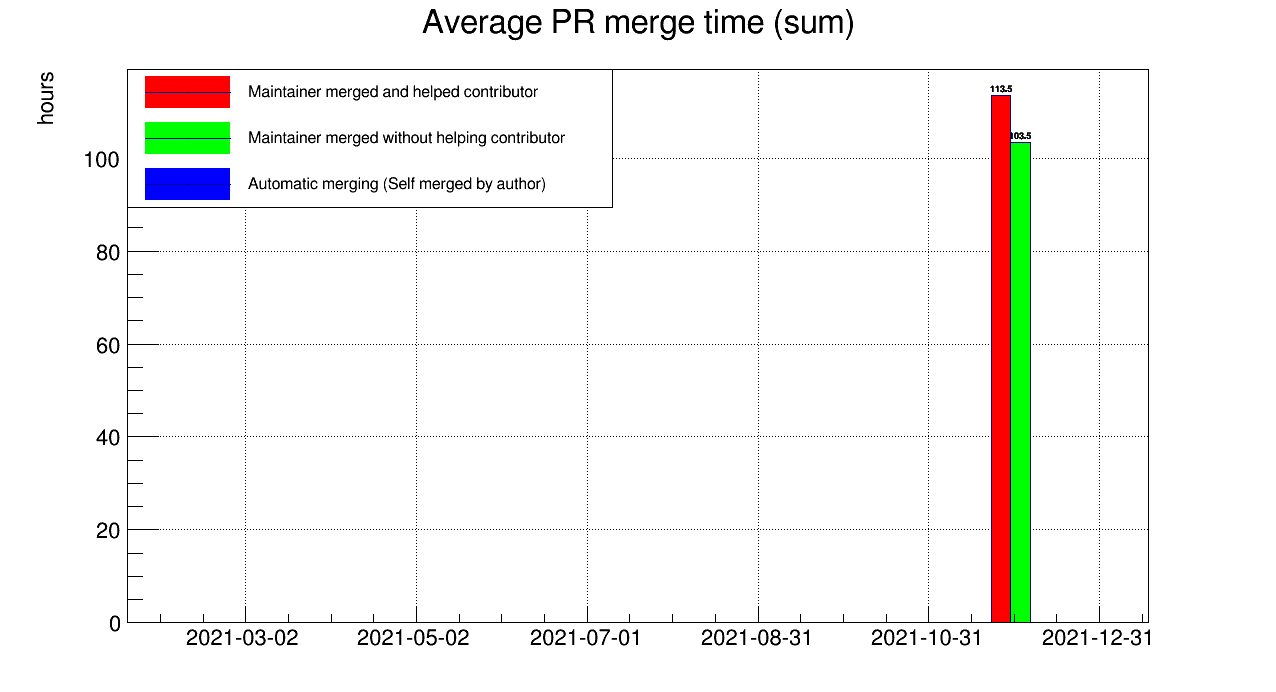 Average PR merge time (sum)
hours
Maintainer merged and helped contributor
Maintainer merged without helping contributor
Automatic merging (Self merged by author)
113.5
103.5
100
80
60
40
20
0
2021-03-02 2021-05-02 2021-07-01 2021-08-31 2021-10-31 2021-12-31